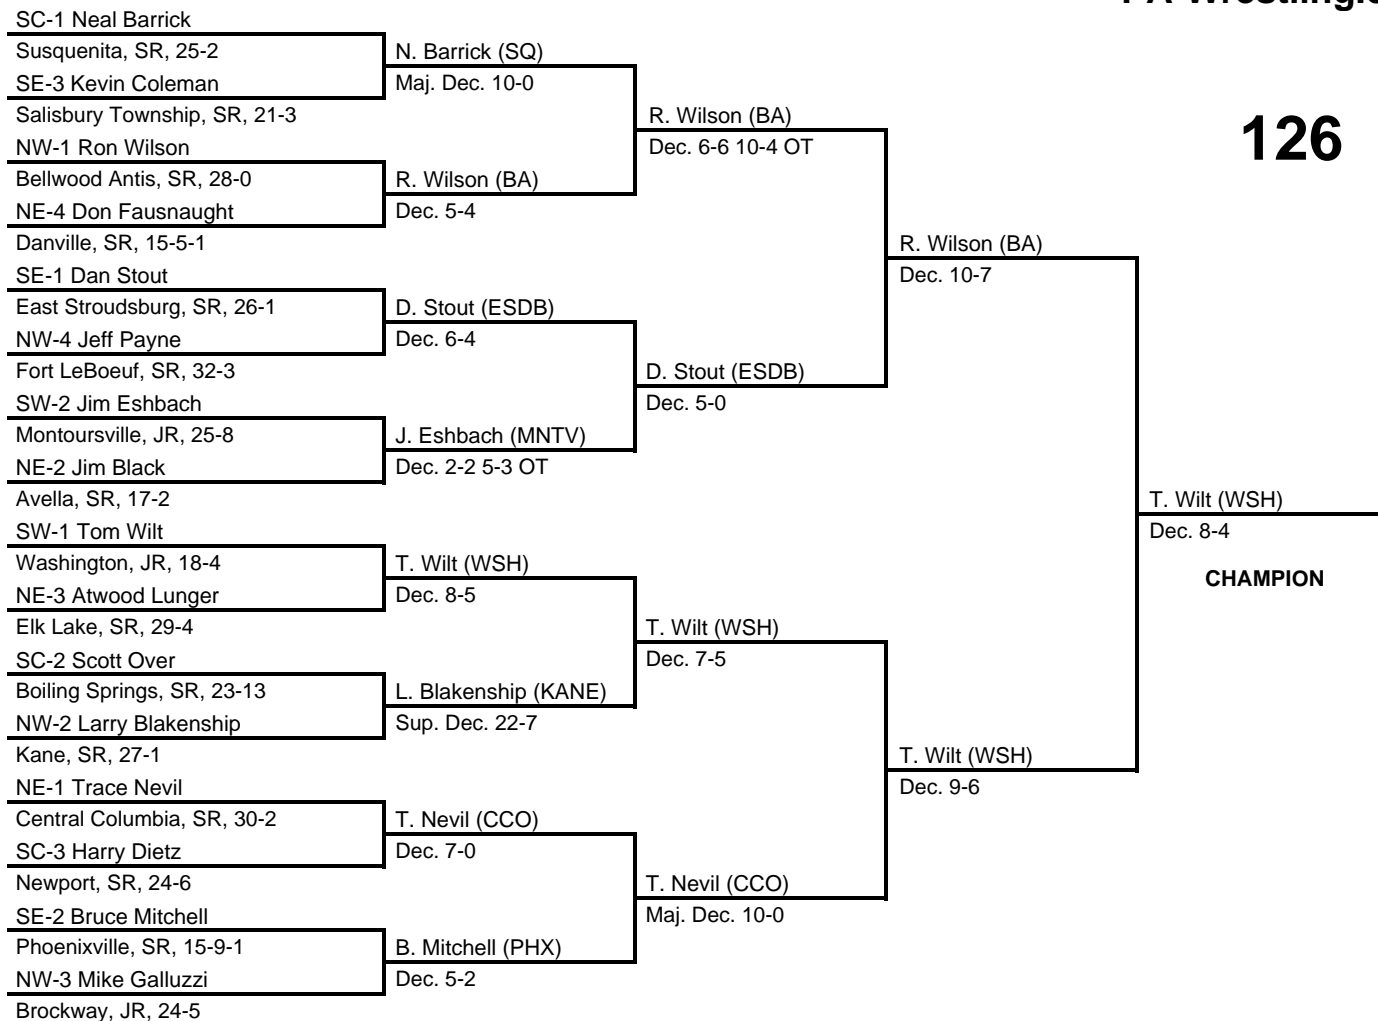 SC-1 Neal Barrick
Susquenita, SR, 25-2
SE-3 Kevin Coleman
Salisbury Township, SR, 21-3
NW-1 Ron Wilson
Bellwood Antis, SR, 28-0
NE-4 Don Fausnaught
Danville, SR, 15-5-1
SE-1 Dan Stout
East Stroudsburg, SR, 26-1
NW-4 Jeff Payne
Fort LeBoeuf, SR, 32-3
SW-2 Jim Eshbach
Montoursville, JR, 25-8
NE-2 Jim Black
Avella, SR, 17-2
SW-1 Tom Wilt
Washington, JR, 18-4
NE-3 Atwood Lunger
Elk Lake, SR, 29-4
SC-2 Scott Over
Boiling Springs, SR, 23-13
NW-2 Larry Blakenship
Kane, SR, 27-1
NE-1 Trace Nevil
Central Columbia, SR, 30-2
SC-3 Harry Dietz
Newport, SR, 24-6
SE-2 Bruce Mitchell
Phoenixville, SR, 15-9-1
NW-3 Mike Galluzzi
Brockway, JR, 24-5
N. Barrick (SQ)
Maj. Dec. 10-0
R. Wilson (BA)
Dec. 5-4
D. Stout (ESDB)
Dec. 6-4
J. Eshbach (MNTV)
Dec. 2-2 5-3 OT
T. Wilt (WSH)
Dec. 8-5
L. Blakenship (KANE)
Sup. Dec. 22-7
T. Nevil (CCO)
Dec. 7-0
B. Mitchell (PHX)
Dec. 5-2
R. Wilson (BA)
Dec. 6-6 10-4 OT
D. Stout (ESDB)
Dec. 5-0
T. Wilt (WSH)
Dec. 7-5
T. Nevil (CCO)
Maj. Dec. 10-0
R. Wilson (BA)
Dec. 10-7
T. Wilt (WSH)
Dec. 9-6
126
T. Wilt (WSH)
Dec. 8-4
CHAMPION